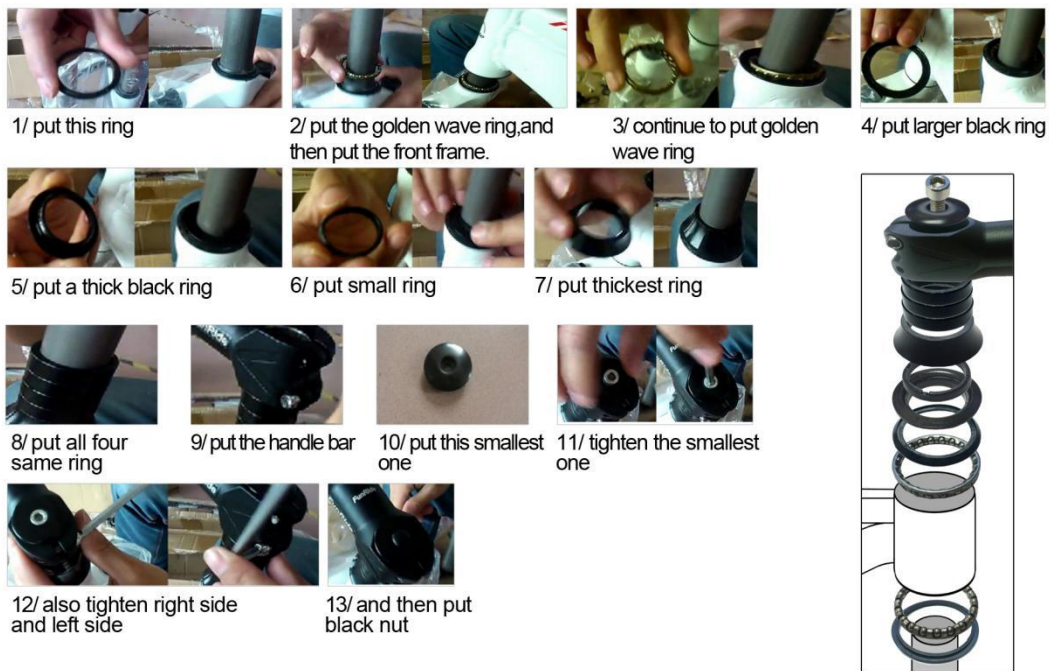 1/ put this ring
2/ put the golden wave ring,and
then put the front frame.
3/ continue to put golden
wave ring
4/ put larger black ring
5/ put a thick black ring
6/ put small ring
7/ put thickest ring
8/ put all four
same ring
9/ put the handle bar
10/ put this smallest
one
11/ tighten the smallest
one
12/ also tighten right side
and left side
13/ and then put
black nut